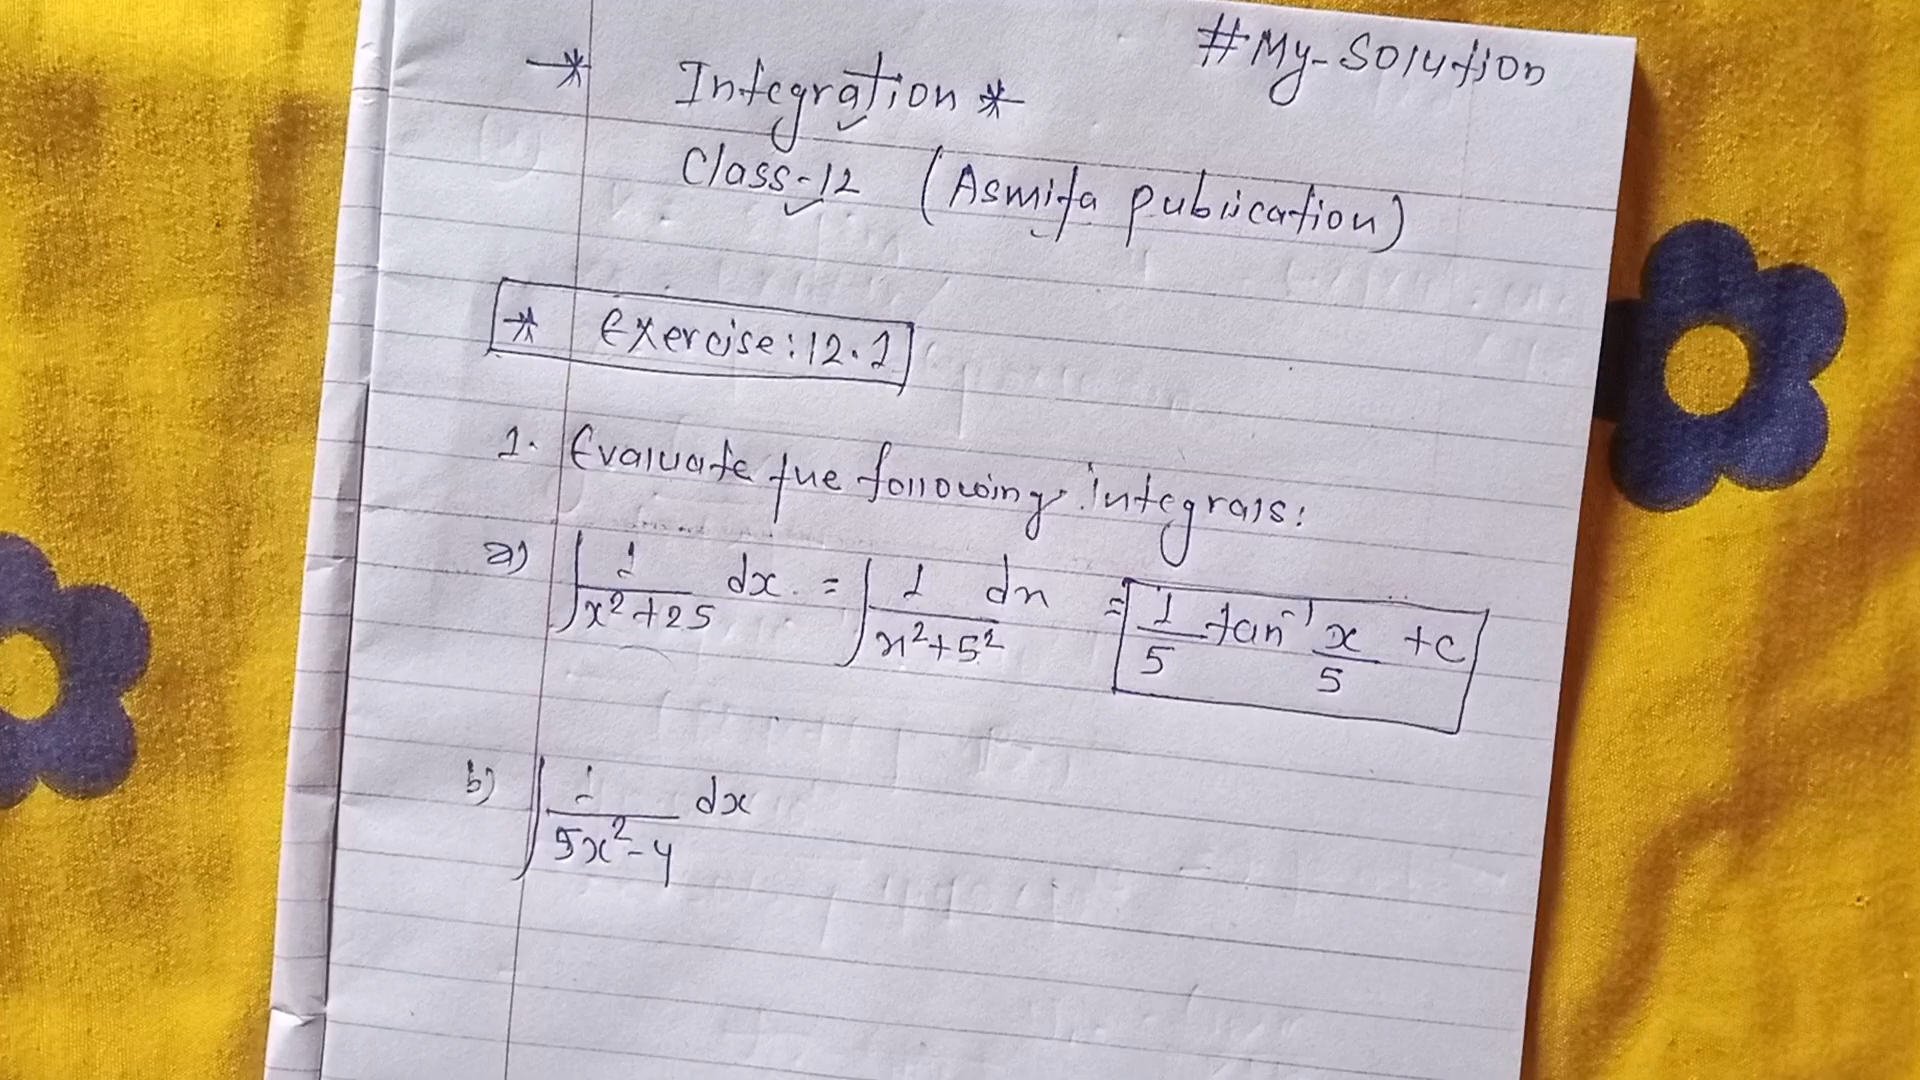 #My-Solution
* Integration *
Class-12 (Asmita publication)
* Exercise: 12.1
1. Evaluate the following integrals:
a) ∫ 1/(x²+25) dx. = ∫ 1/(x²+5²) dx = 1/5 tan⁻¹ x/5 + c
b) ∫ 1/(5x²-4) dx